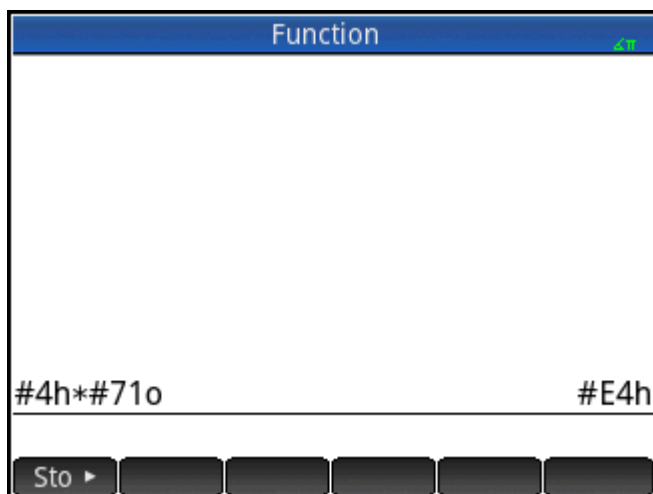 Function
∡π
#4h*#71o #E4h
Sto ►